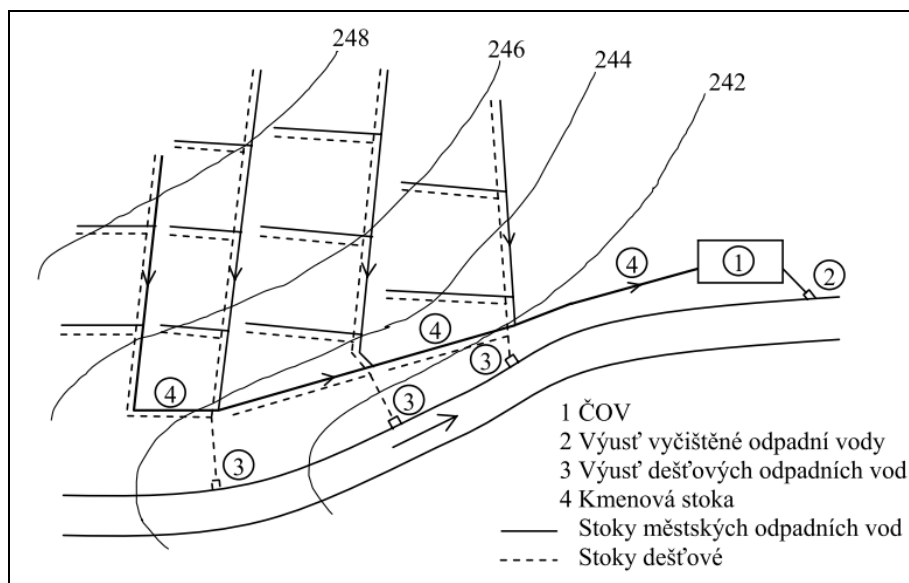 248
246
244
242
4
1
2
4
3
4
3
3
1 ČOV
2 Výusť vyčištěné odpadní vody
3 Výusť dešťových odpadních vod
4 Kmenová stoka
Stoky městských odpadních vod
Stoky dešťové